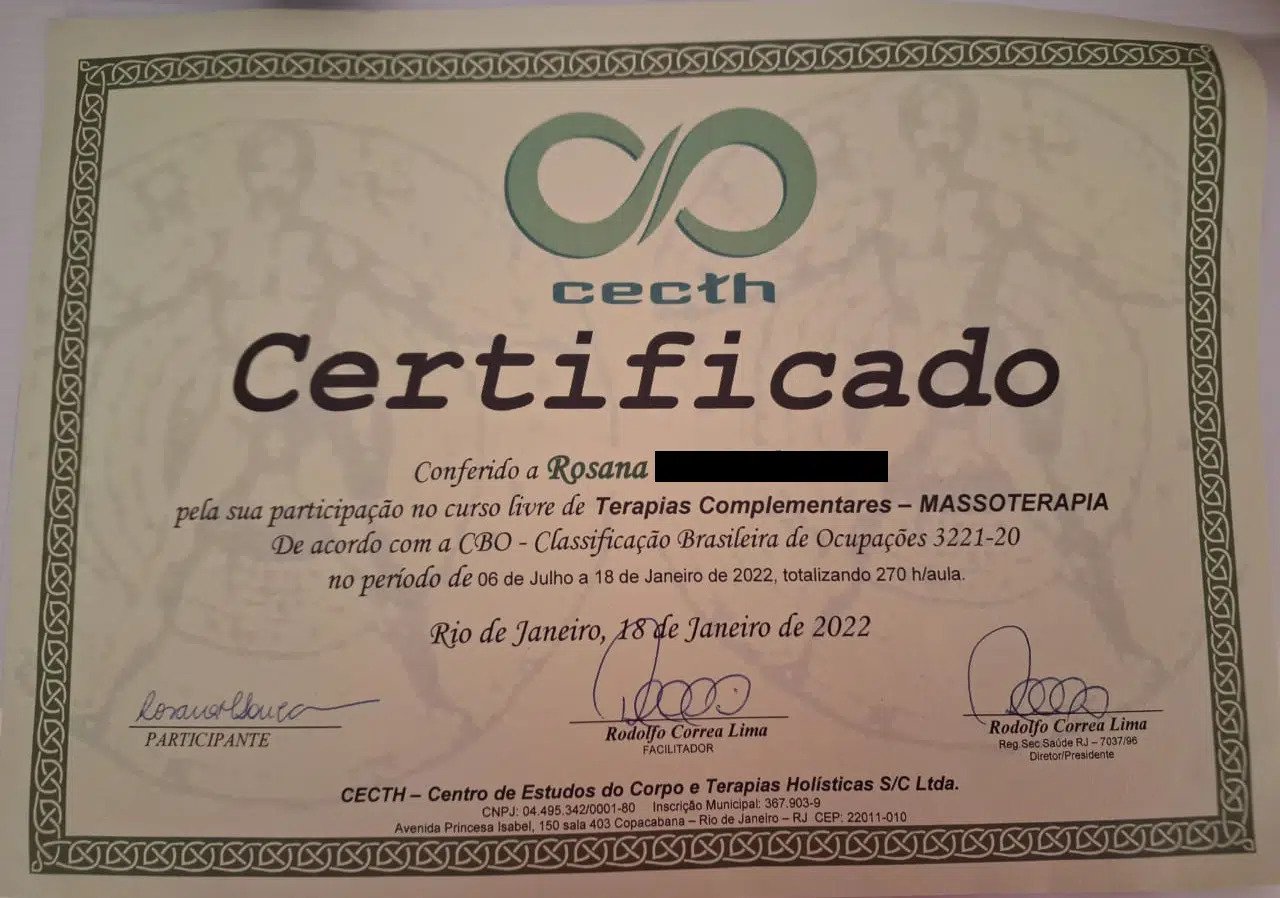 cecth
Certificado
Conferido a Rosana
pela sua participação no curso livre de Terapias Complementares – MASSOTERAPIA
De acordo com a CBO - Classificação Brasileira de Ocupações 3221-20
no período de 06 de Julho a 18 de Janeiro de 2022, totalizando 270 h/aula.
Rio de Janeiro, 18 de Janeiro de 2022
PARTICIPANTE
Rodolfo Correa Lima
FACILITADOR
Rodolfo Correa Lima
Reg.Sec.Saúde RJ – 7037/96
Diretor/Presidente
CECTH – Centro de Estudos do Corpo e Terapias Holísticas S/C Ltda.
CNPJ: 04.495.342/0001-80 Inscrição Municipal: 367.903-9
Avenida Princesa Isabel, 150 sala 403 Copacabana – Rio de Janeiro – RJ CEP: 22011-010